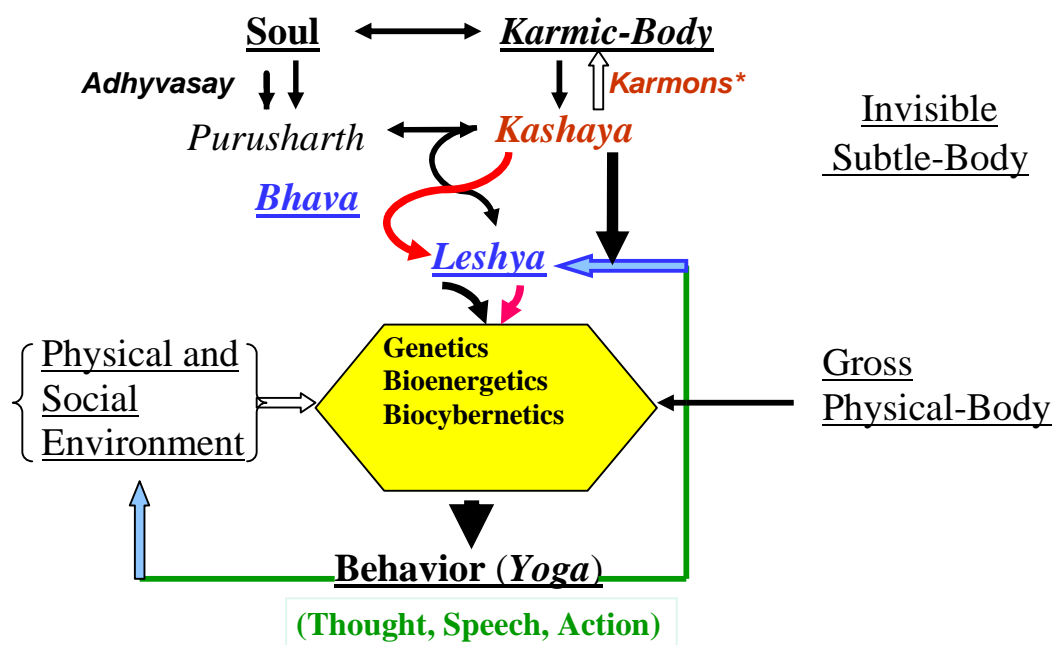 Soul
Karmic-Body
Adhyvasay
Karmons*
Purusharth
Kashaya
Invisible
Subtle-Body
Bhava
Leshya
Genetics
Bioenergetics
Biocybernetics
Physical and
Social
Environment
Gross
Physical-Body
Behavior (Yoga)
(Thought, Speech, Action)